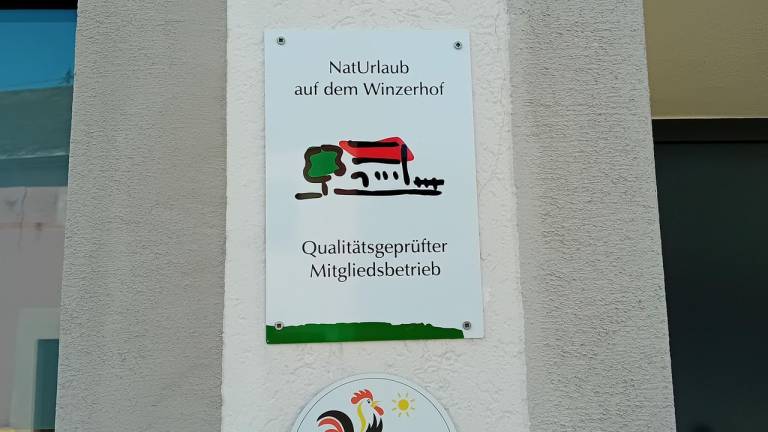 NatUrlaub
auf dem Winzerhof
Qualitätsgeprüfter
Mitgliedsbetrieb